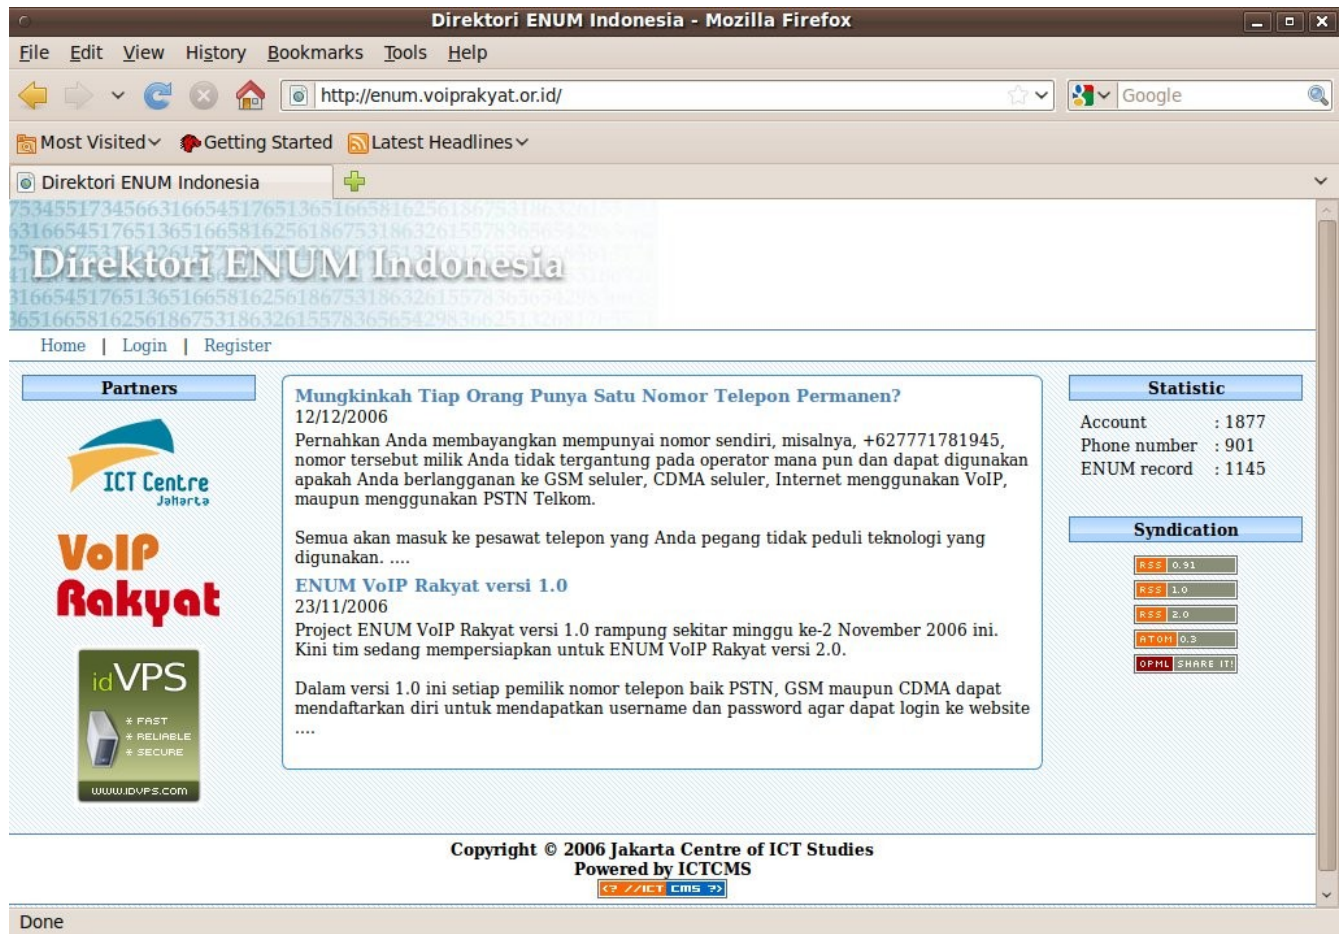 Direktori ENUM Indonesia - Mozilla Firefox
File Edit View History Bookmarks Tools Help
http://enum.voiprakyat.or.id/
Google
Most Visited Getting Started Latest Headlines
Direktori ENUM Indonesia
Direktori ENUM Indonesia
Home | Login | Register
Partners
ICT Centre
Jakarta
VoIP
Rakyat
idVPS
* FAST
* RELIABLE
* SECURE
www.idvps.com
Mungkinkah Tiap Orang Punya Satu Nomor Telepon Permanen?
12/12/2006
Pernahkan Anda membayangkan mempunyai nomor sendiri, misalnya, +627771781945,
nomor tersebut milik Anda tidak tergantung pada operator mana pun dan dapat digunakan
apakah Anda berlangganan ke GSM seluler, CDMA seluler, Internet menggunakan VoIP,
maupun menggunakan PSTN Telkom.
Semua akan masuk ke pesawat telepon yang Anda pegang tidak peduli teknologi yang
digunakan. ....
ENUM VoIP Rakyat versi 1.0
23/11/2006
Project ENUM VoIP Rakyat versi 1.0 rampung sekitar minggu ke-2 November 2006 ini.
Kini tim sedang mempersiapkan untuk ENUM VoIP Rakyat versi 2.0.
Dalam versi 1.0 ini setiap pemilik nomor telepon baik PSTN, GSM maupun CDMA dapat
mendaftarkan diri untuk mendapatkan username dan password agar dapat login ke website
....
Statistic
Account : 1877
Phone number : 901
ENUM record : 1145
Syndication
RSS 0.91
RSS 1.0
RSS 2.0
ATOM 0.3
OPML SHARE IT!
Copyright © 2006 Jakarta Centre of ICT Studies
Powered by ICTCMS
<? //ICT CMS ?>
Done